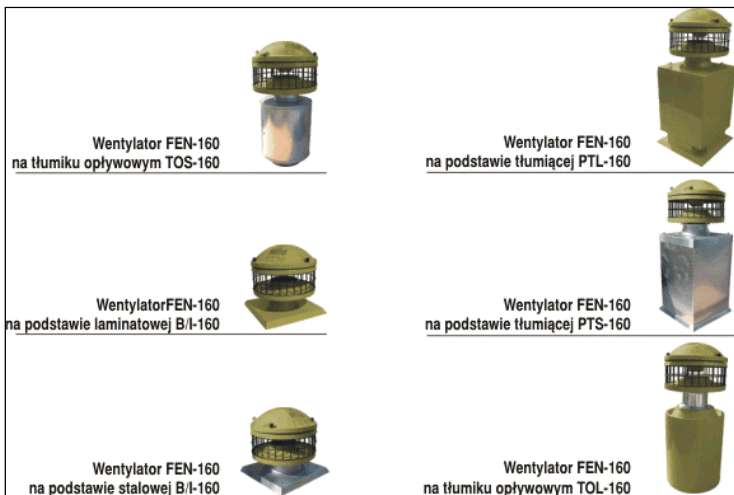 Wentylator FEN-160
na tłumiku opływowym TOS-160
Wentylator FEN-160
na podstawie tłumiącej PTL-160
WentylatorFEN-160
na podstawie laminatowej B/I-160
Wentylator FEN-160
na podstawie tłumiącej PTS-160
Wentylator FEN-160
na podstawie stalowej B/I-160
Wentylator FEN-160
na tłumiku opływowym TOL-160